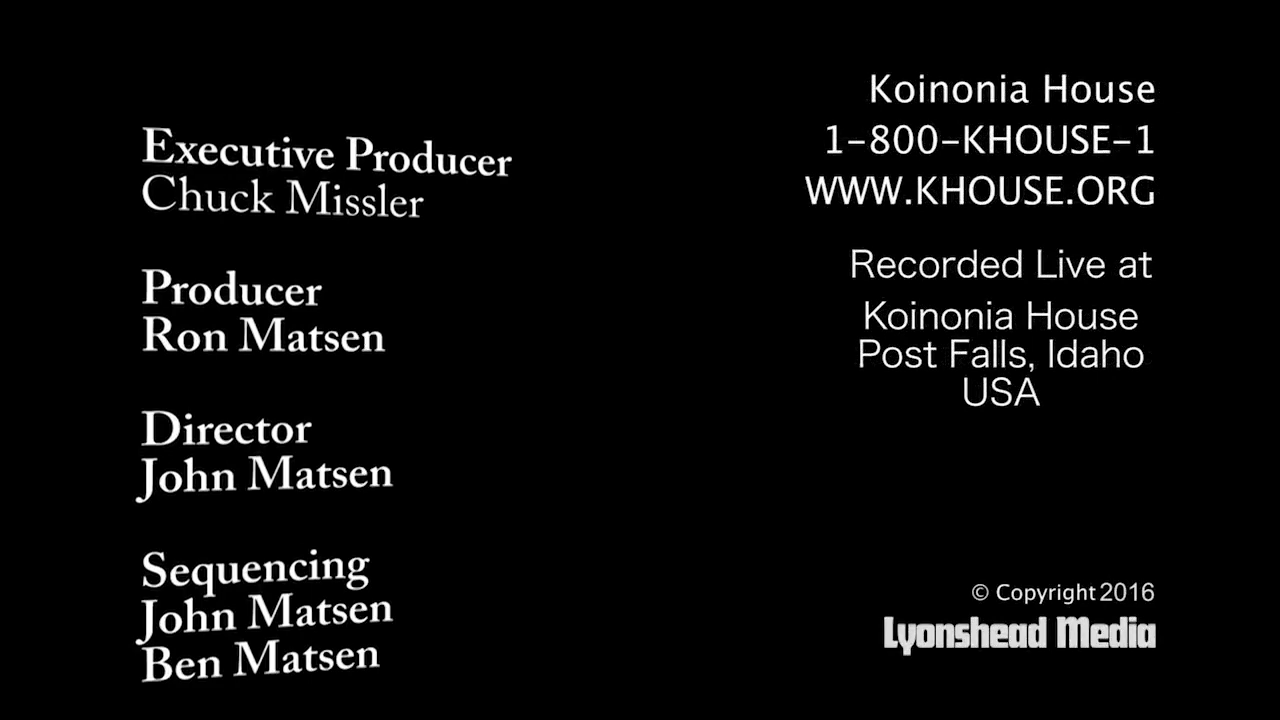 Executive Producer
Chuck Missler
Producer
Ron Matsen
Director
John Matsen
Sequencing
John Matsen
Ben Matsen
Koinonia House
1-800-KHOUSE-1
WWW.KHOUSE.ORG
Recorded Live at
Koinonia House
Post Falls, Idaho
USA
© Copyright 2016
Lyonshead Media